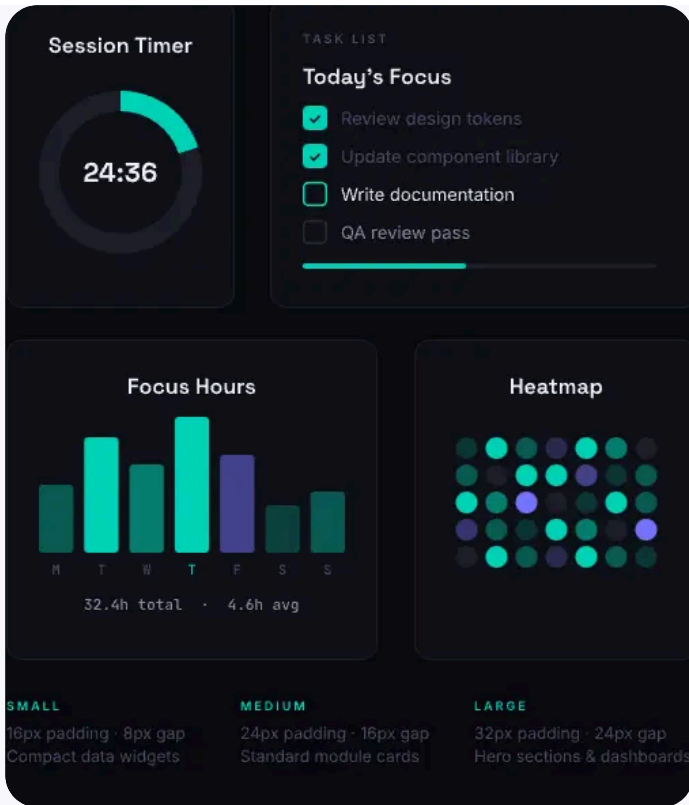 Session Timer
24:36
TASK LIST
Today's Focus
Review design tokens
Update component library
Write documentation
QA review pass
Focus Hours
M T W T F S S
32.4h total · 4.6h avg
Heatmap
SMALL
16px padding · 8px gap
Compact data widgets
MEDIUM
24px padding · 16px gap
Standard module cards
LARGE
32px padding · 24px gap
Hero sections & dashboards